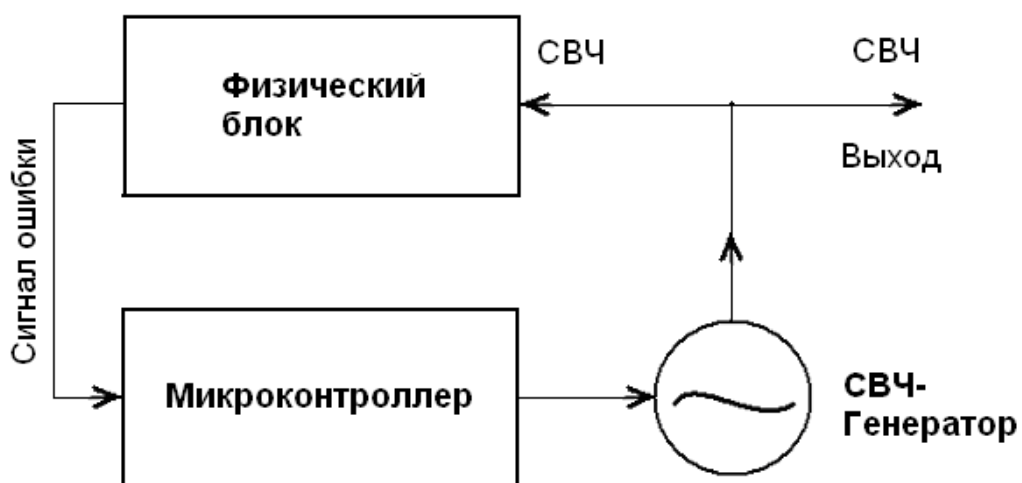 СВЧ
СВЧ
Физический
блок
Выход
Сигнал ошибки
Микроконтроллер
СВЧ-
Генератор